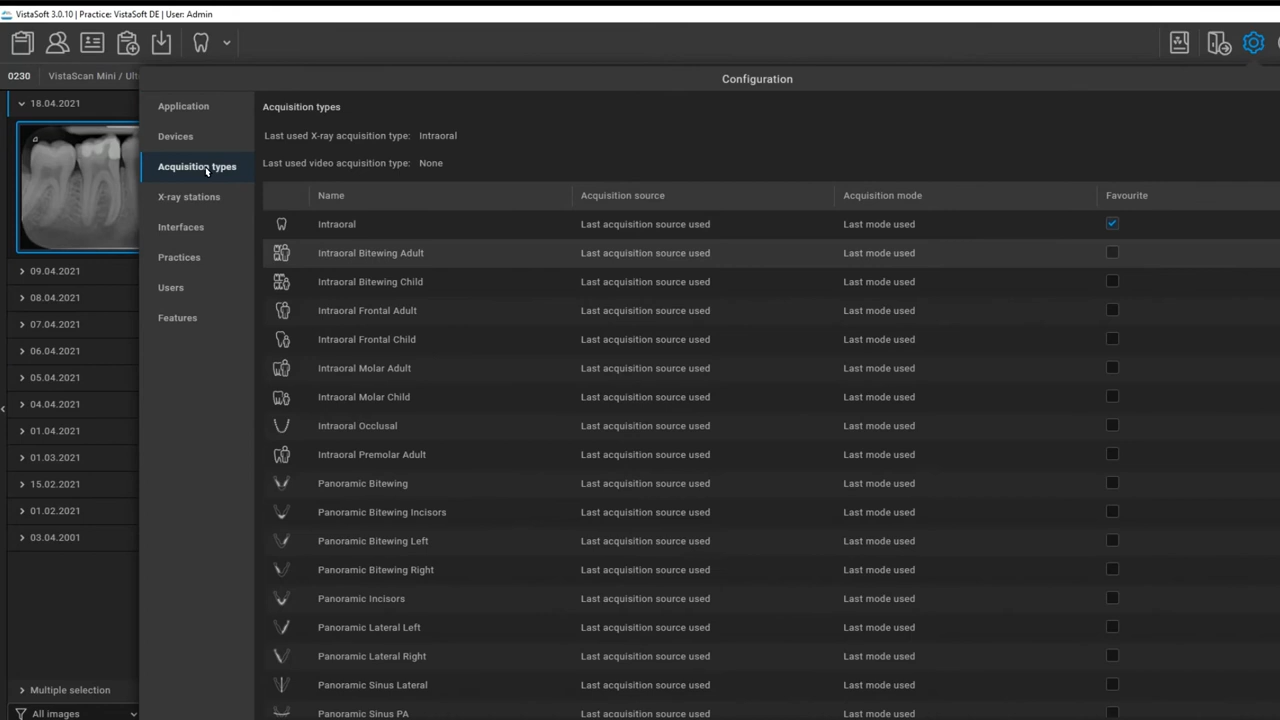 VistaSoft 3.0.10 | Practice: VistaSoft DE | User: Admin
0230 VistaScan Mini /
Configuration
18.04.2021
09.04.2021
08.04.2021
07.04.2021
06.04.2021
05.04.2021
04.04.2021
01.04.2021
01.03.2021
15.02.2021
01.02.2021
03.04.2001
Multiple selection
All images
Application
Devices
Acquisition types
X-ray stations
Interfaces
Practices
Users
Features
Acquisition types
Last used X-ray acquisition type: Intraoral
Last used video acquisition type: None
Name Acquisition source Acquisition mode Favourite
Intraoral Last acquisition source used Last mode used
Intraoral Bitewing Adult Last acquisition source used Last mode used
Intraoral Bitewing Child Last acquisition source used Last mode used
Intraoral Frontal Adult Last acquisition source used Last mode used
Intraoral Frontal Child Last acquisition source used Last mode used
Intraoral Molar Adult Last acquisition source used Last mode used
Intraoral Molar Child Last acquisition source used Last mode used
Intraoral Occlusal Last acquisition source used Last mode used
Intraoral Premolar Adult Last acquisition source used Last mode used
Panoramic Bitewing Last acquisition source used Last mode used
Panoramic Bitewing Incisors Last acquisition source used Last mode used
Panoramic Bitewing Left Last acquisition source used Last mode used
Panoramic Bitewing Right Last acquisition source used Last mode used
Panoramic Incisors Last acquisition source used Last mode used
Panoramic Lateral Left Last acquisition source used Last mode used
Panoramic Lateral Right Last acquisition source used Last mode used
Panoramic Sinus Lateral Last acquisition source used Last mode used
Panoramic Sinus PA Last acquisition source used Last mode used